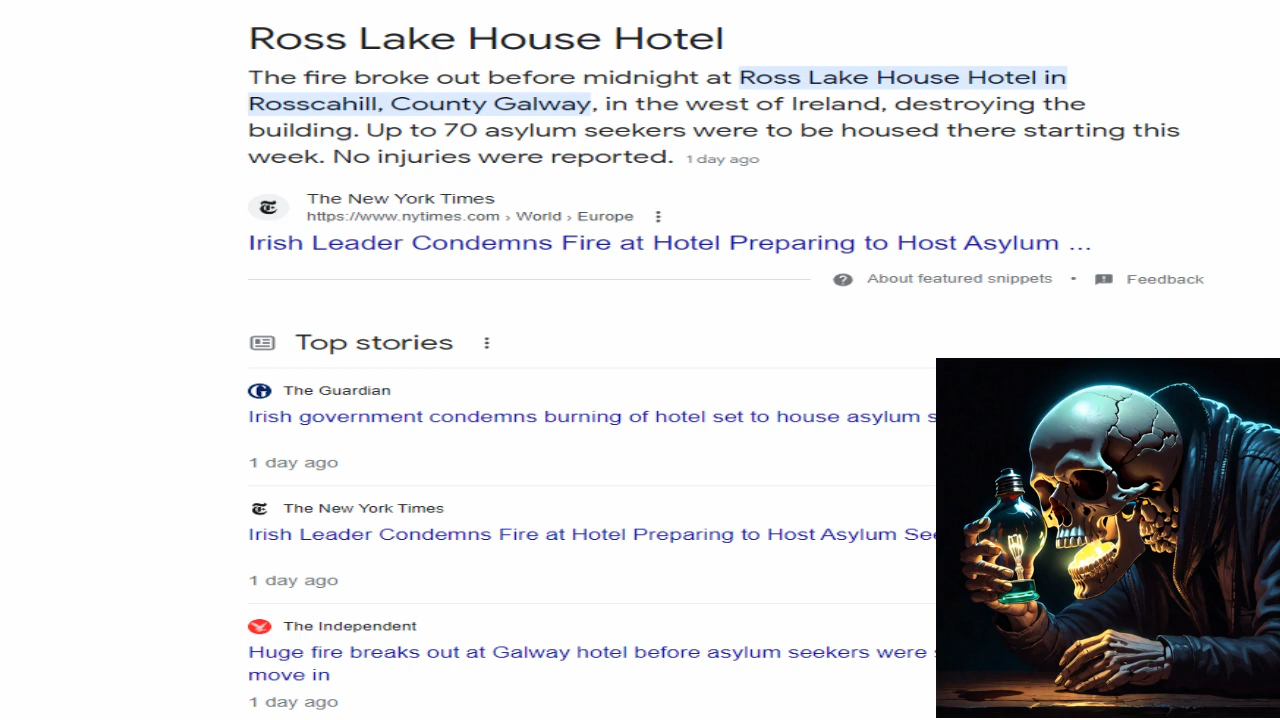 Ross Lake House Hotel
The fire broke out before midnight at Ross Lake House Hotel in
Rosscahill, County Galway, in the west of Ireland, destroying the
building. Up to 70 asylum seekers were to be housed there starting this
week. No injuries were reported. 1 day ago
The New York Times
https://www.nytimes.com › World › Europe
Irish Leader Condemns Fire at Hotel Preparing to Host Asylum ...
About featured snippets • Feedback
Top stories
The Guardian
Irish government condemns burning of hotel set to house asylum s
1 day ago
The New York Times
Irish Leader Condemns Fire at Hotel Preparing to Host Asylum See
1 day ago
The Independent
Huge fire breaks out at Galway hotel before asylum seekers were
move in
1 day ago